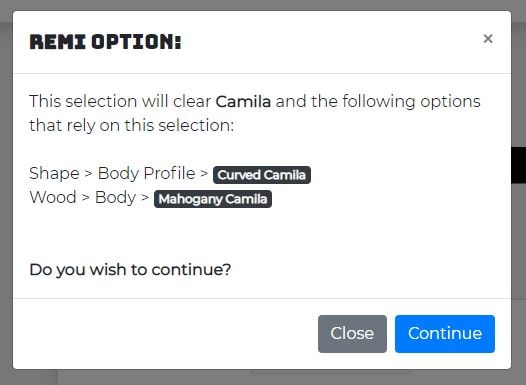 REMI OPTION:
×
This selection will clear Camila and the following options
that rely on this selection:
Shape > Body Profile > Curved Camila
Wood > Body > Mahogany Camila
Do you wish to continue?
Close Continue